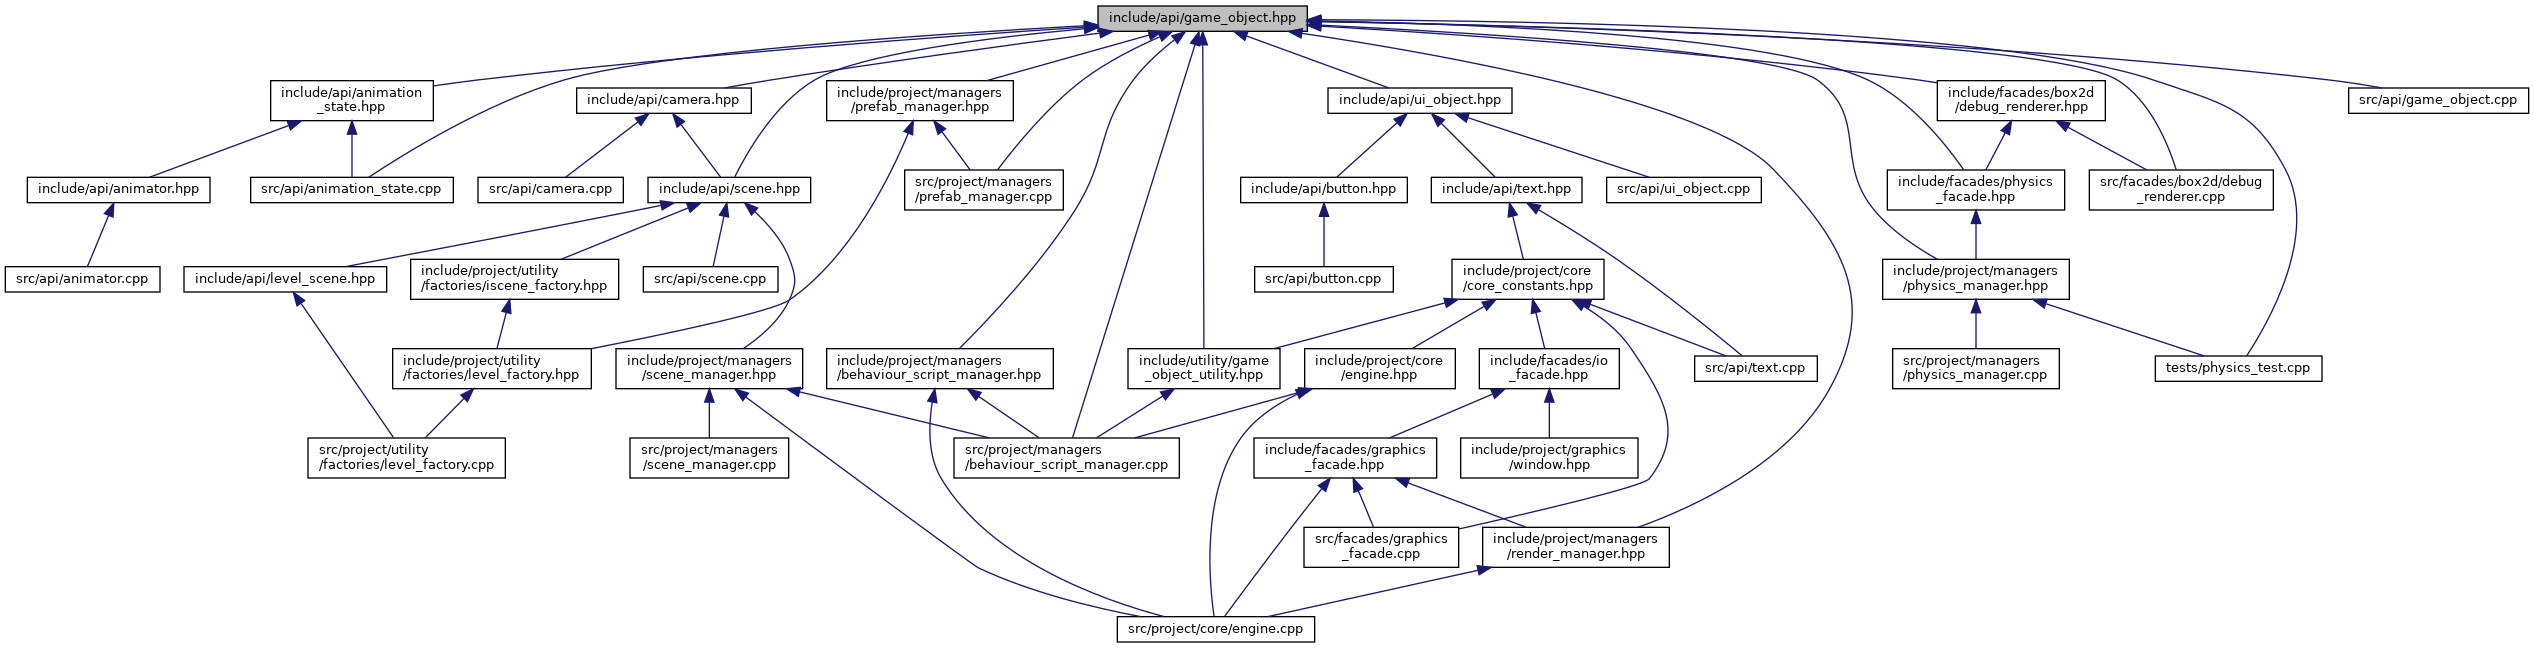 include/api/game_object.hpp
include/api/animation
_state.hpp
include/api/camera.hpp
include/project/managers
/prefab_manager.hpp
include/api/ui_object.hpp
include/facades/box2d
/debug_renderer.hpp
src/api/game_object.cpp
include/api/animator.hpp
src/api/animation_state.cpp
src/api/camera.cpp
include/api/scene.hpp
src/project/managers
/prefab_manager.cpp
include/api/button.hpp
include/api/text.hpp
src/api/ui_object.cpp
include/facades/physics
_facade.hpp
src/facades/box2d/debug
_renderer.cpp
src/api/animator.cpp
include/api/level_scene.hpp
include/project/utility
/factories/iscene_factory.hpp
src/api/scene.cpp
src/api/button.cpp
include/project/core
/core_constants.hpp
include/project/managers
/physics_manager.hpp
include/project/utility
/factories/level_factory.hpp
include/project/managers
/scene_manager.hpp
include/project/managers
/behaviour_script_manager.hpp
include/utility/game
_object_utility.hpp
include/project/core
/engine.hpp
include/facades/io
_facade.hpp
src/api/text.cpp
src/project/managers
/physics_manager.cpp
tests/physics_test.cpp
src/project/utility
/factories/level_factory.cpp
src/project/managers
/scene_manager.cpp
src/project/managers
/behaviour_script_manager.cpp
include/facades/graphics
_facade.hpp
include/project/graphics
/window.hpp
src/facades/graphics
_facade.cpp
include/project/managers
/render_manager.hpp
src/project/core/engine.cpp